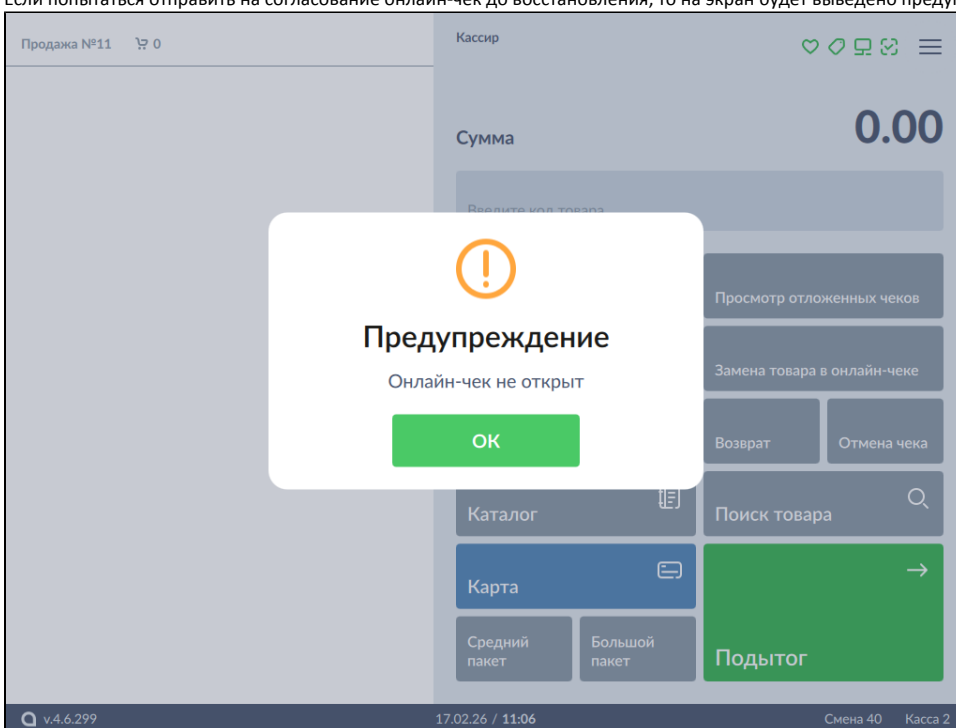 Если попытаться отправить на согласование онлайн-чек до восстановления, то на экран будет выведено
Продажа №11 0
Кассир
Сумма
0.00
Введите код товара
Предупреждение
Онлайн-чек не открыт
ОК
Просмотр отложенных чеков
Замена товара в онлайн-чеке
Возврат
Отмена чека
Каталог
Поиск товара
Карта
Средний
пакет
Большой
пакет
Подытог
v.4.6.299
17.02.26 / 11:06
Смена 40 Касса 2